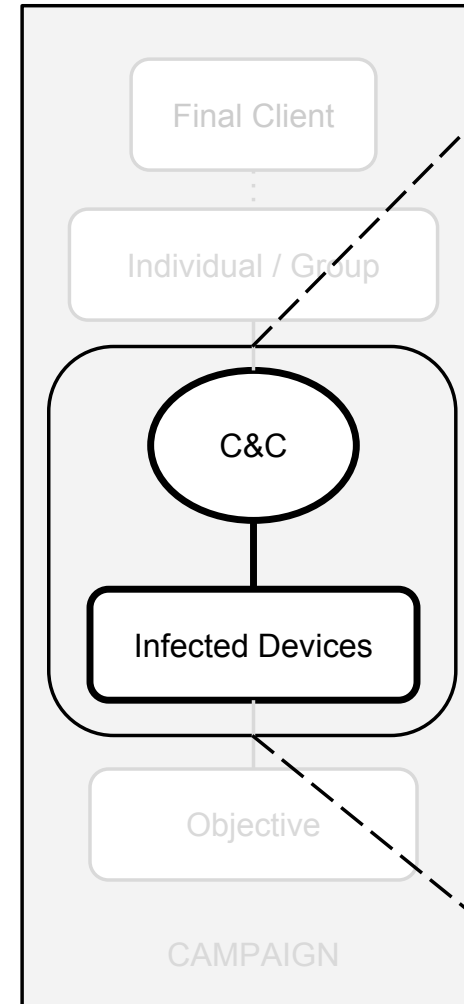 Final Client
Individual / Group
C&C
Infected Devices
Objective
CAMPAIGN